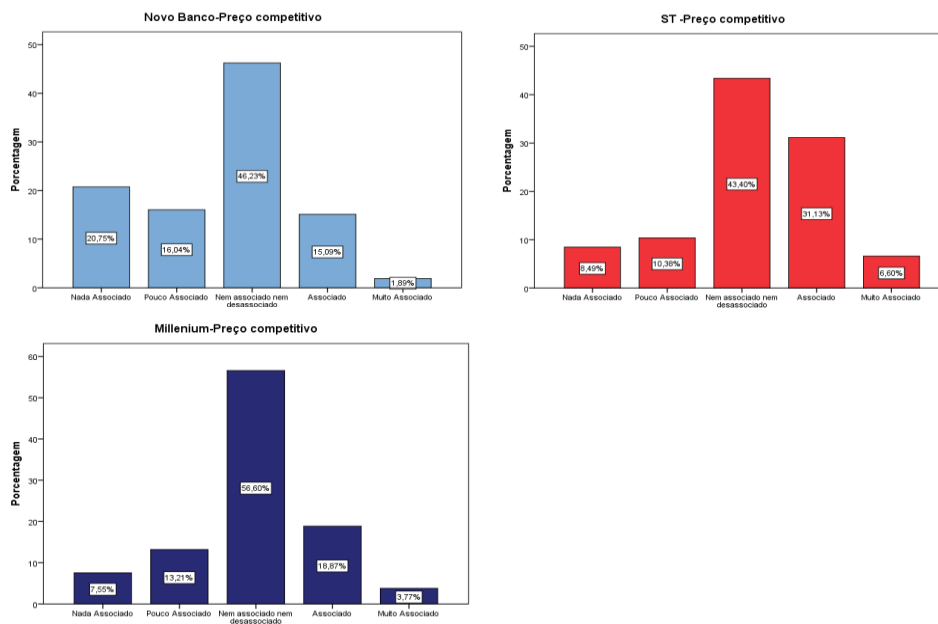 Novo Banco-Preço competitivo
Porcentagem
50
40
30
20
10
0
20,75%
16,04%
46,23%
15,09%
1,89%
Nada Associado
Pouco Associado
Nem associado nem
desassociado
Associado
Muito Associado
ST -Preço competitivo
Porcentagem
50
40
30
20
10
0
8,49%
10,38%
43,40%
31,13%
6,60%
Nada Associado
Pouco Associado
Nem associado nem
desassociado
Associado
Muito Associado
Millenium-Preço competitivo
Porcentagem
60
50
40
30
20
10
0
7,55%
13,21%
56,60%
18,87%
3,77%
Nada Associado
Pouco Associado
Nem associado nem
desassociado
Associado
Muito Associado